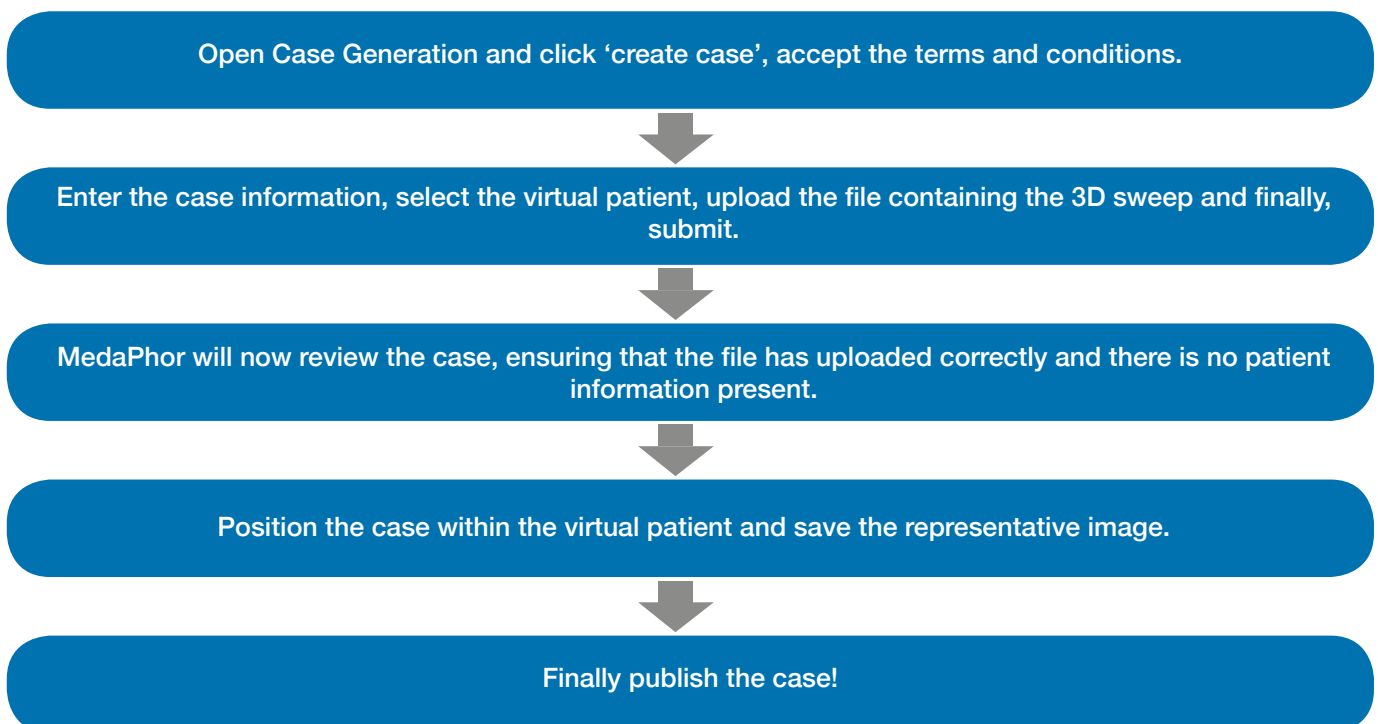 Open Case Generation and click ‘create case’, accept the terms and conditions.
Enter the case information, select the virtual patient, upload the file containing the 3D sweep and finally,
submit.
MedaPhor will now review the case, ensuring that the file has uploaded correctly and there is no patient
information present.
Position the case within the virtual patient and save the representative image.
Finally publish the case!